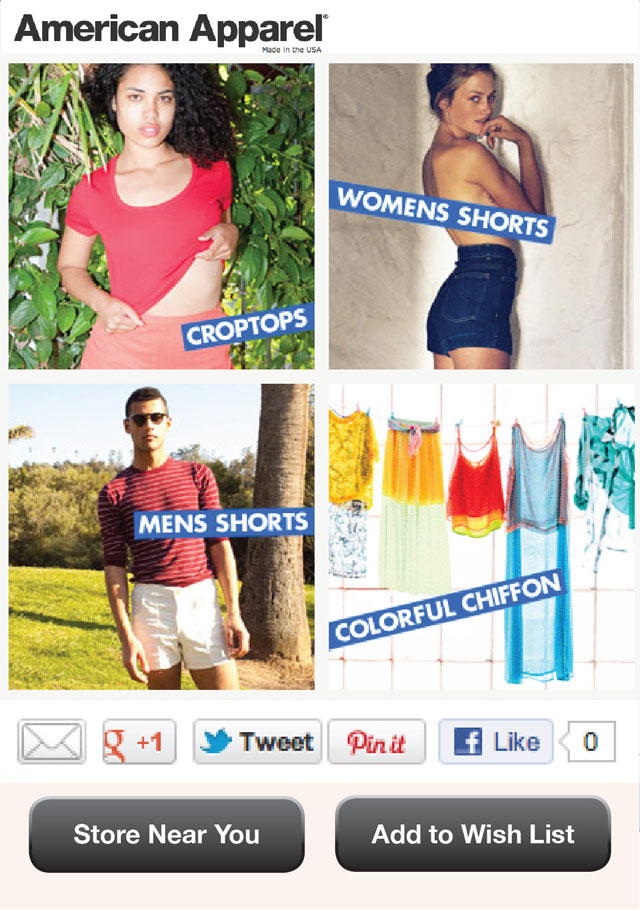 American Apparel®
Made in the USA
CROPTOPS
WOMENS SHORTS
MENS SHORTS
COLORFUL CHIFFON
g +1
Tweet
Pin it
f Like
0
Store Near You
Add to Wish List